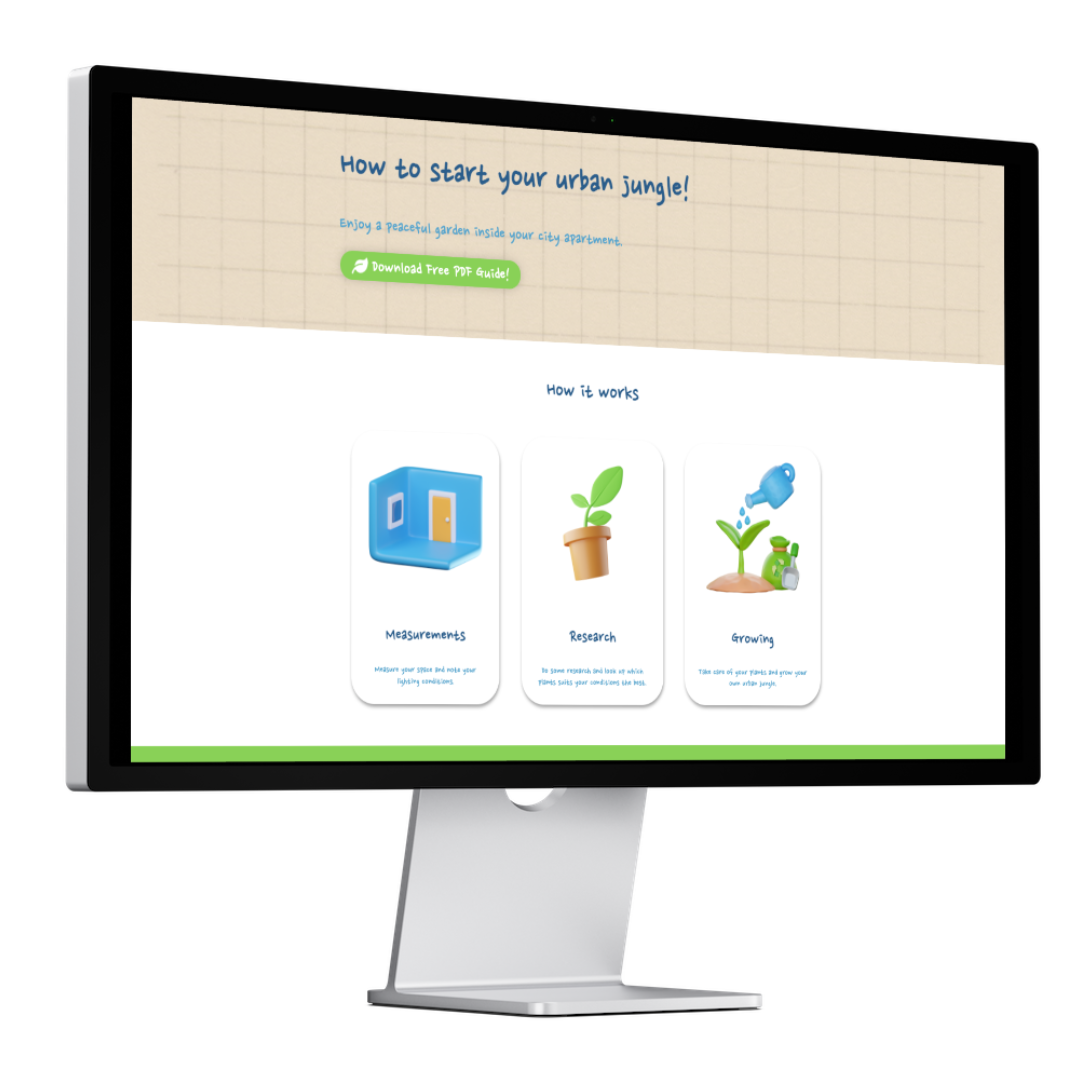 How to start your urban jungle!
Enjoy a peaceful garden inside your city apartment.
Download Free PDF Guide!
How it works
Measurements
Measure your space and note your
lighting conditions.
Research
Do some research and look up which
plants suits your conditions the best.
Growing
Take care of your plants and grow your
own urban jungle.